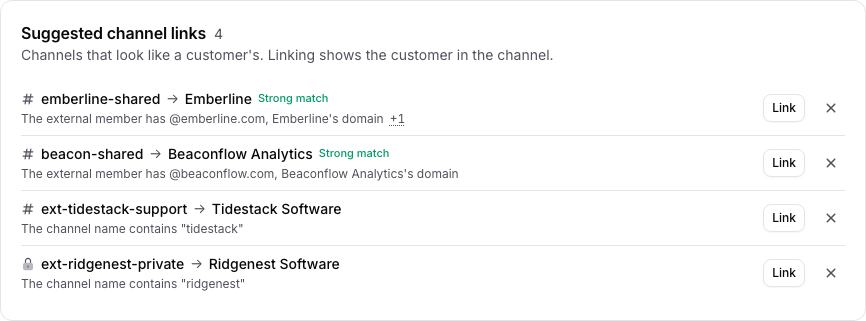 Suggested channel links 4
Channels that look like a customer's. Linking shows the customer in the channel.
# emberline-shared → Emberline Strong match
The external member has @emberline.com, Emberline's domain +1
Link ✕
# beacon-shared → Beaconflow Analytics Strong match
The external member has @beaconflow.com, Beaconflow Analytics's domain
Link ✕
# ext-tidestack-support → Tidestack Software
The channel name contains "tidestack"
Link ✕
ext-ridgenest-private → Ridgenest Software
The channel name contains "ridgenest"
Link ✕